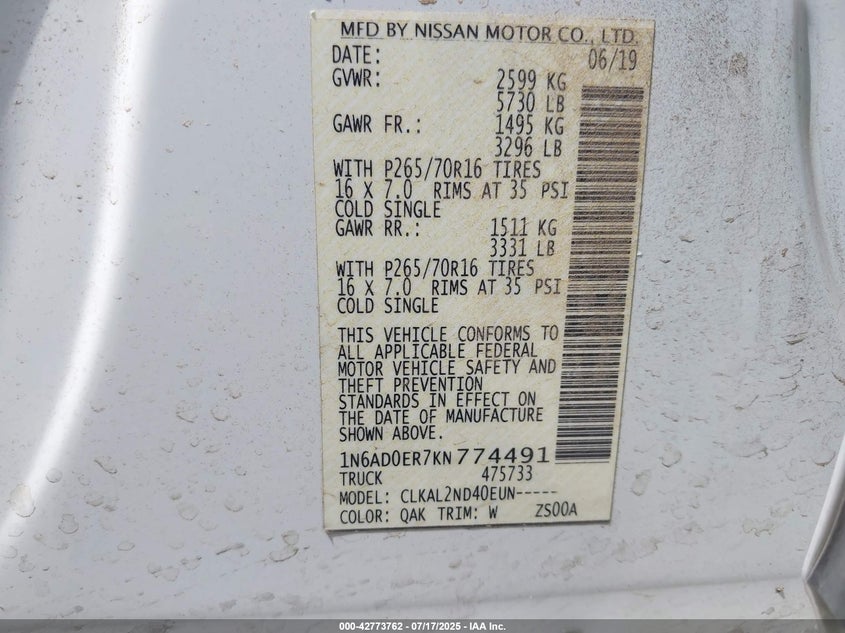 MFD BY NISSAN MOTOR CO., LTD.
DATE: 06/19
GVWR: 2599 KG
5730 LB
GAWR FR.: 1495 KG
3296 LB
WITH P265/70R16 TIRES
16 X 7.0 RIMS AT 35 PSI
COLD SINGLE
GAWR RR.: 1511 KG
3331 LB
WITH P265/70R16 TIRES
16 X 7.0 RIMS AT 35 PSI
COLD SINGLE
THIS VEHICLE CONFORMS TO
ALL APPLICABLE FEDERAL
MOTOR VEHICLE SAFETY AND
THEFT PREVENTION
STANDARDS IN EFFECT ON
THE DATE OF MANUFACTURE
SHOWN ABOVE.
1N6AD0ER7KN774491
TRUCK 475733
MODEL: CLKAL2ND40EUN-----
COLOR: QAK TRIM: W ZS00A
000-42773762 - 07/17/2025 - IAA Inc.